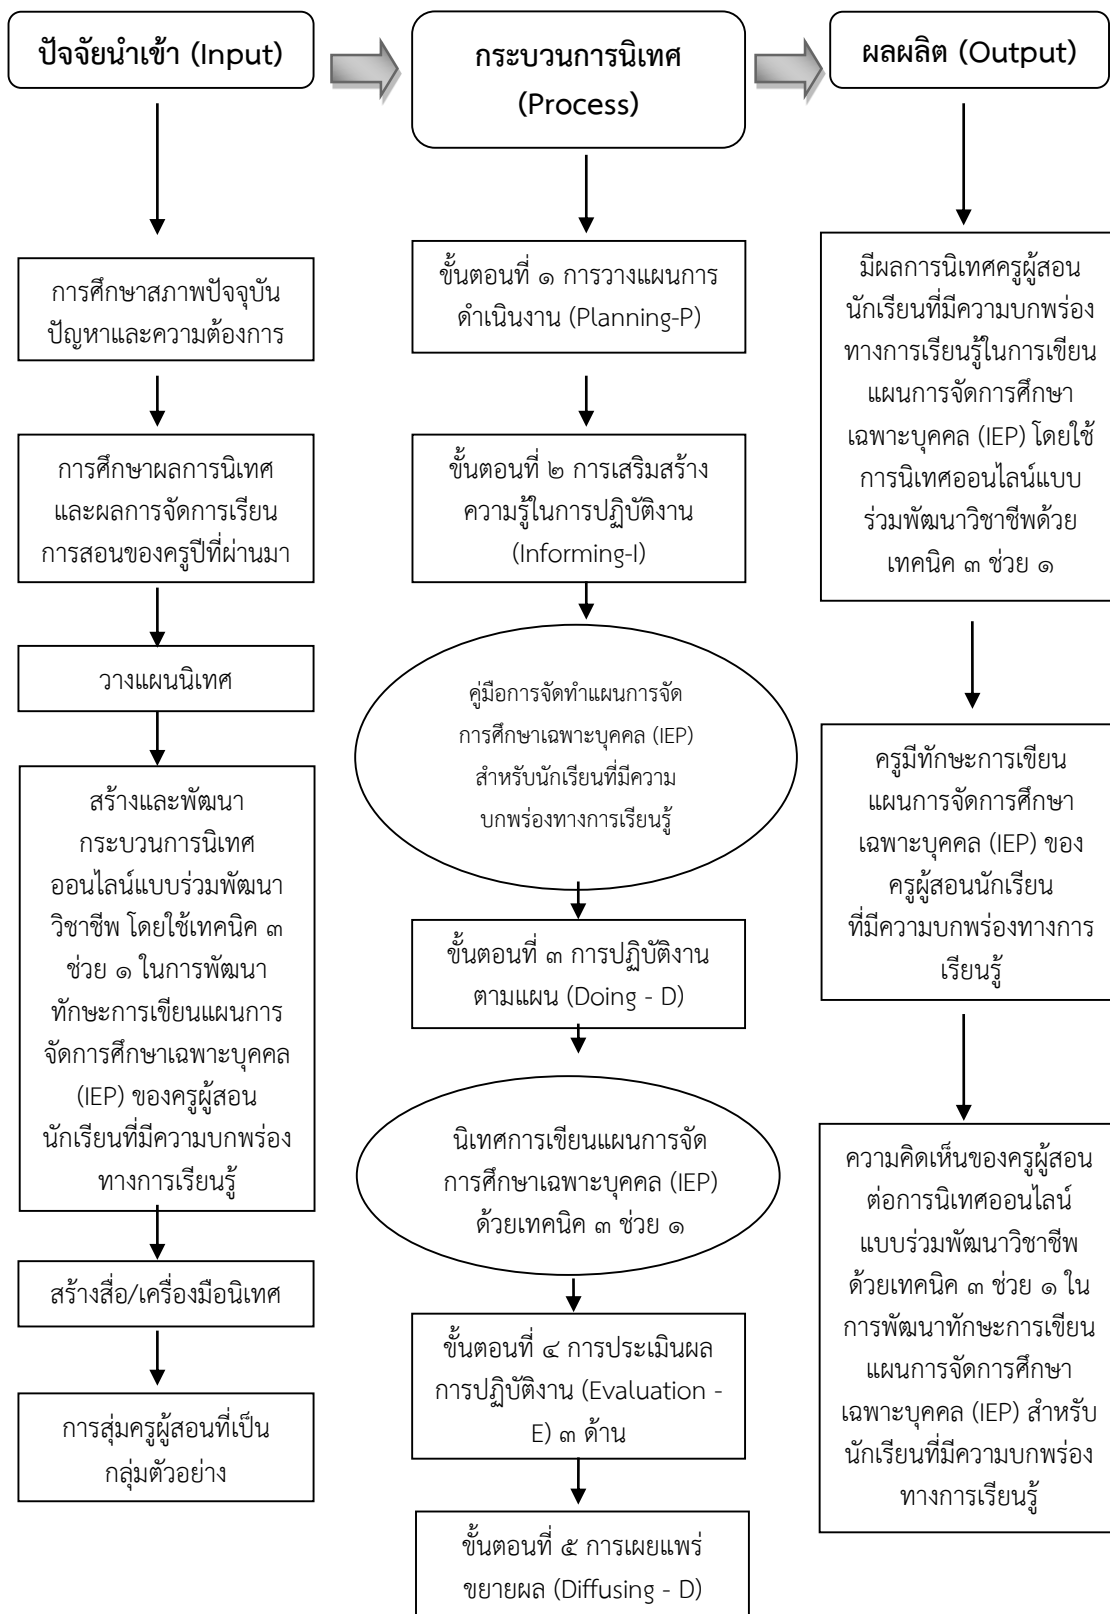 ปัจจัยนำเข้า (Input)
การศึกษาสภาพปัจจุบัน
ปัญหาและความต้องการ
การศึกษาผลการนิเทศ
และผลการจัดการเรียน
การสอนของครูปีที่ผ่านมา
วางแผนนิเทศ
สร้างและพัฒนา
กระบวนการนิเทศ
ออนไลน์แบบร่วมพัฒนา
วิชาชีพ โดยใช้เทคนิค ๓
ช่วย ๑ ในการพัฒนา
ทักษะการเขียนแผนการ
จัดการศึกษาเฉพาะบุคคล
(IEP) ของครูผู้สอน
นักเรียนที่มีความบกพร่อง
ทางการเรียนรู้
สร้างสื่อ/เครื่องมือนิเทศ
การสุ่มครูผู้สอนที่เป็น
กลุ่มตัวอย่าง
กระบวนการนิเทศ
(Process)
ขั้นตอนที่ ๑ การวางแผนการ
ดำเนินงาน (Planning-P)
ขั้นตอนที่ ๒ การเสริมสร้าง
ความรู้ในการปฏิบัติงาน
(Informing-I)
คู่มือการจัดทำแผนการจัด
การศึกษาเฉพาะบุคคล (IEP)
สำหรับนักเรียนที่มีความ
บกพร่องทางการเรียนรู้
ขั้นตอนที่ ๓ การปฏิบัติงาน
ตามแผน (Doing - D)
นิเทศการเขียนแผนการจัด
การศึกษาเฉพาะบุคคล (IEP)
ด้วยเทคนิค ๓ ช่วย ๑
ขั้นตอนที่ ๔ การประเมินผล
การปฏิบัติงาน (Evaluation -
E) ๓ ด้าน
ขั้นตอนที่ ๕ การเผยแพร่
ขยายผล (Diffusing - D)
ผลผลิต (Output)
มีผลการนิเทศครูผู้สอน
นักเรียนที่มีความบกพร่อง
ทางการเรียนรู้ในการเขียน
แผนการจัดการศึกษา
เฉพาะบุคคล (IEP) โดยใช้
การนิเทศออนไลน์แบบ
ร่วมพัฒนาวิชาชีพด้วย
เทคนิค ๓ ช่วย ๑
ครูมีทักษะการเขียน
แผนการจัดการศึกษา
เฉพาะบุคคล (IEP) ของ
ครูผู้สอนนักเรียน
ที่มีความบกพร่องทางการ
เรียนรู้
ความคิดเห็นของครูผู้สอน
ต่อการนิเทศออนไลน์
แบบร่วมพัฒนาวิชาชีพ
ด้วยเทคนิค ๓ ช่วย ๑ ใน
การพัฒนาทักษะการเขียน
แผนการจัดการศึกษา
เฉพาะบุคคล (IEP) สำหรับ
นักเรียนที่มีความบกพร่อง
ทางการเรียนรู้